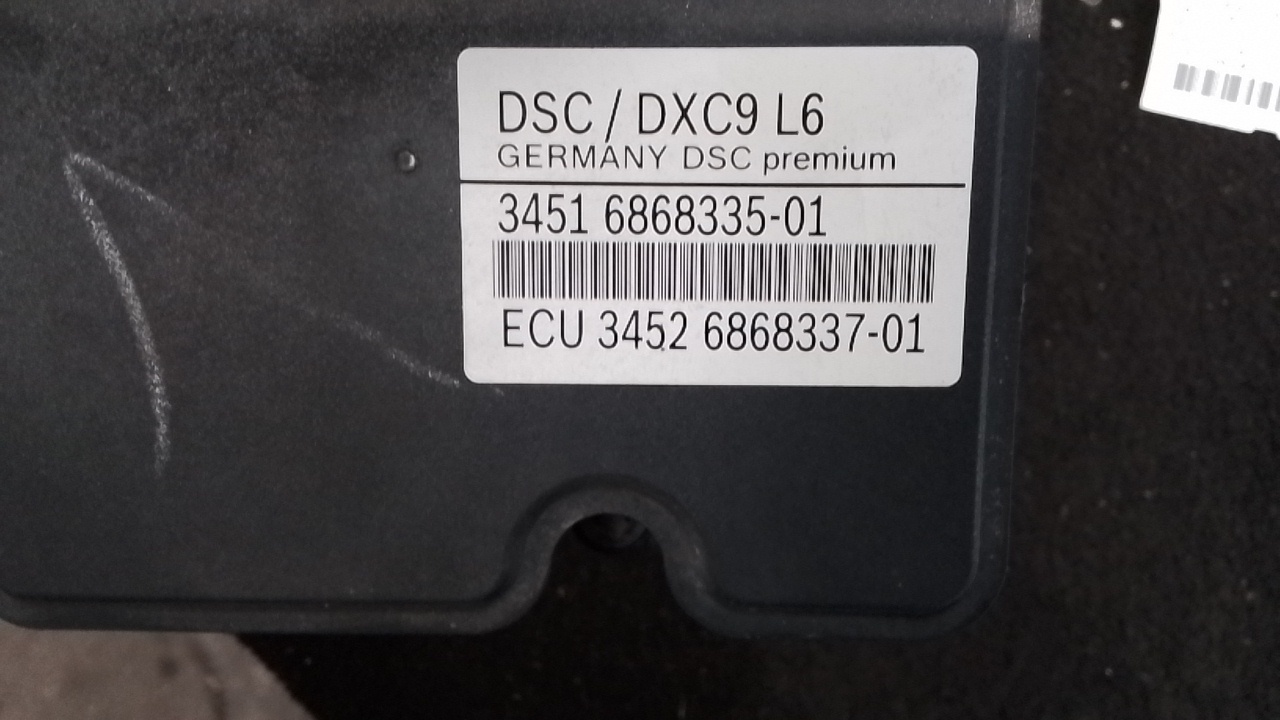 DSC / DXC9 L6
GERMANY DSC premium
3451 6868335-01
ECU 3452 6868337-01